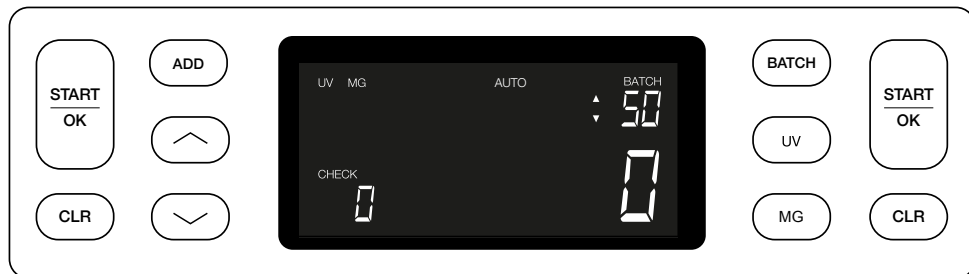 START
OK
CLR
ADD
UV MG AUTO BATCH
50
CHECK
0
0
BATCH
UV
MG
START
OK
CLR